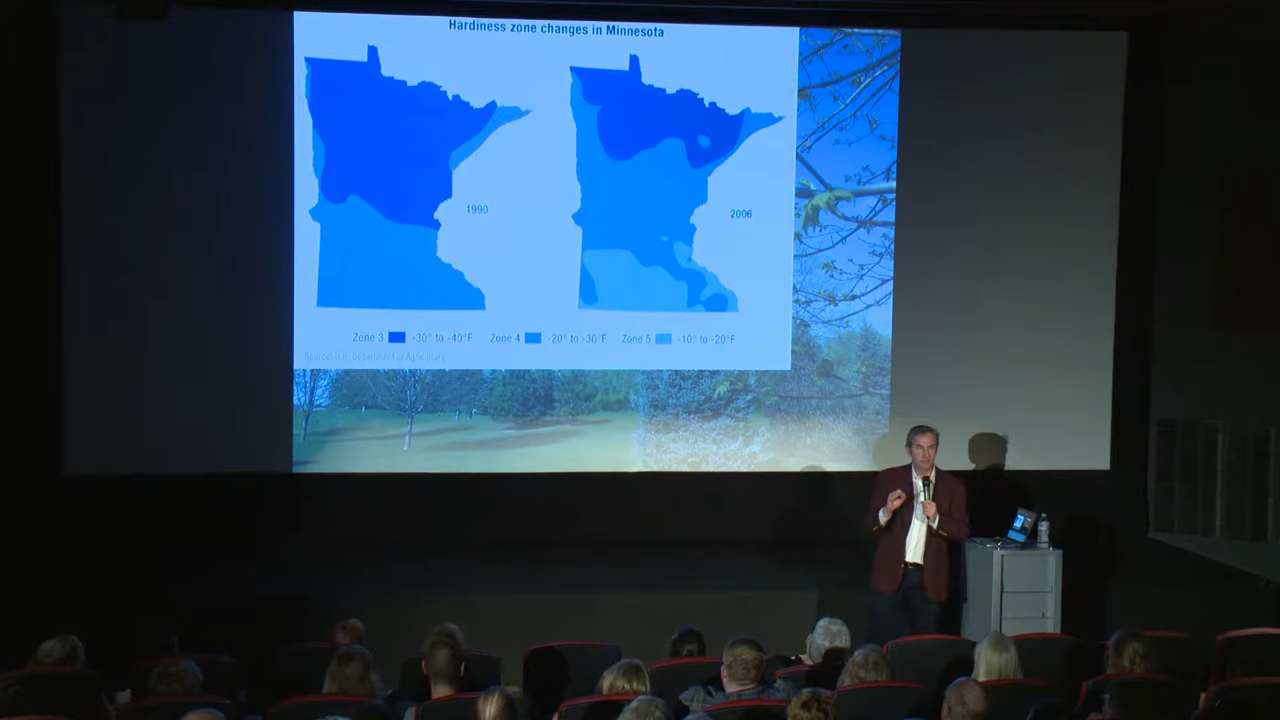 Hardiness zone changes in Minnesota
1990
2006
Zone 3 -30° to -40°F Zone 4 -20° to -30°F Zone 5 -10° to -20°F
Source: U.S. Department of Agriculture